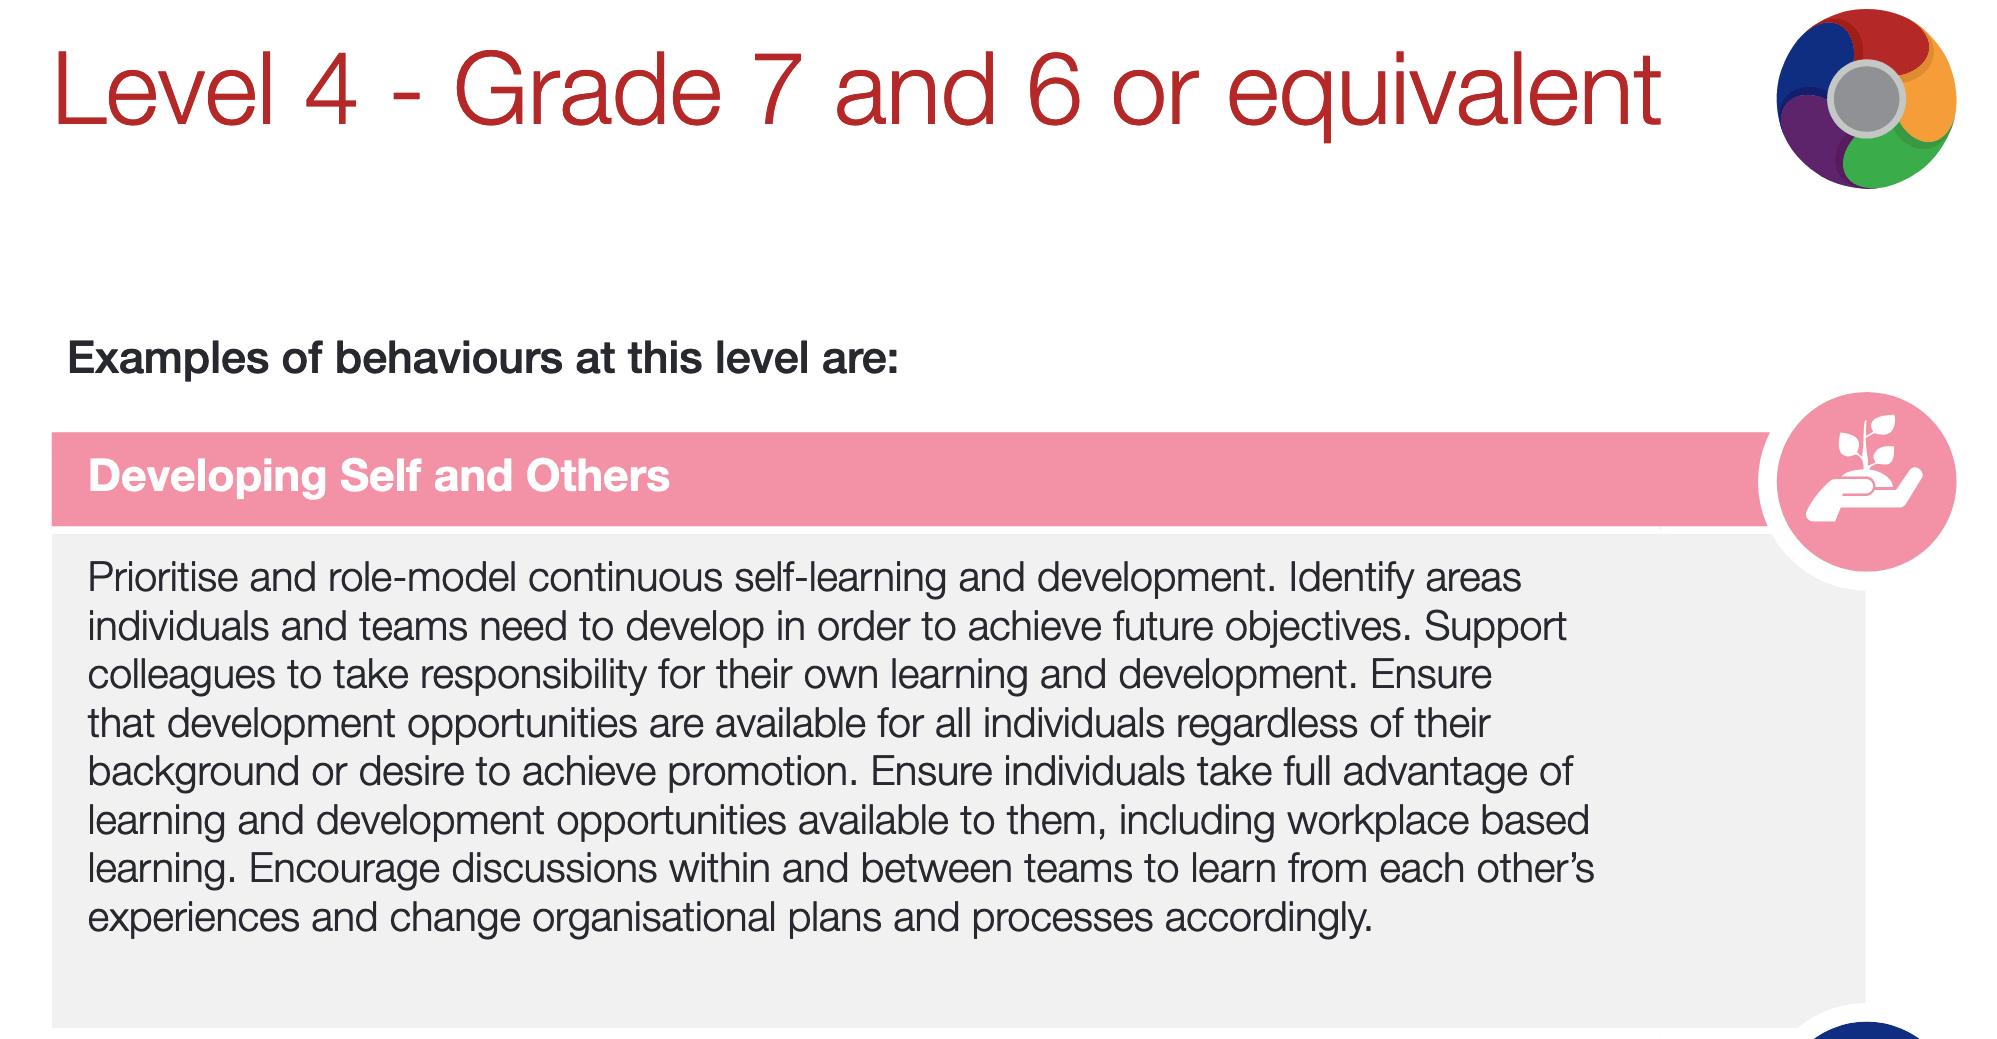 Level 4 - Grade 7 and 6 or equivalent
Examples of behaviours at this level are:
Developing Self and Others
Prioritise and role-model continuous self-learning and development. Identify areas
individuals and teams need to develop in order to achieve future objectives. Support
colleagues to take responsibility for their own learning and development. Ensure
that development opportunities are available for all individuals regardless of their
background or desire to achieve promotion. Ensure individuals take full advantage of
learning and development opportunities available to them, including workplace based
learning. Encourage discussions within and between teams to learn from each other’s
experiences and change organisational plans and processes accordingly.